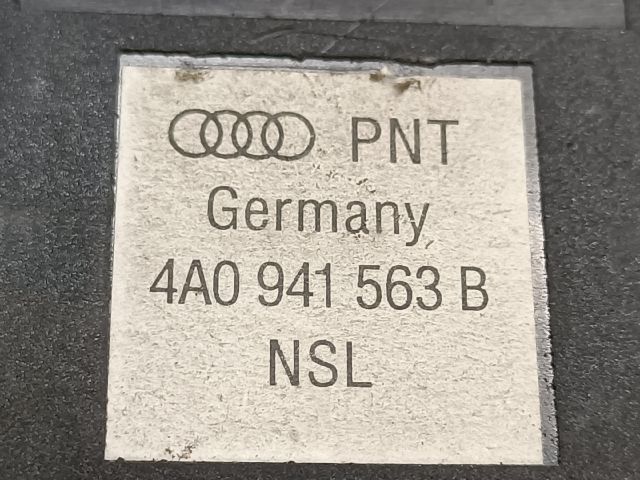 PNT
Germany
4A0 941 563 B
NSL